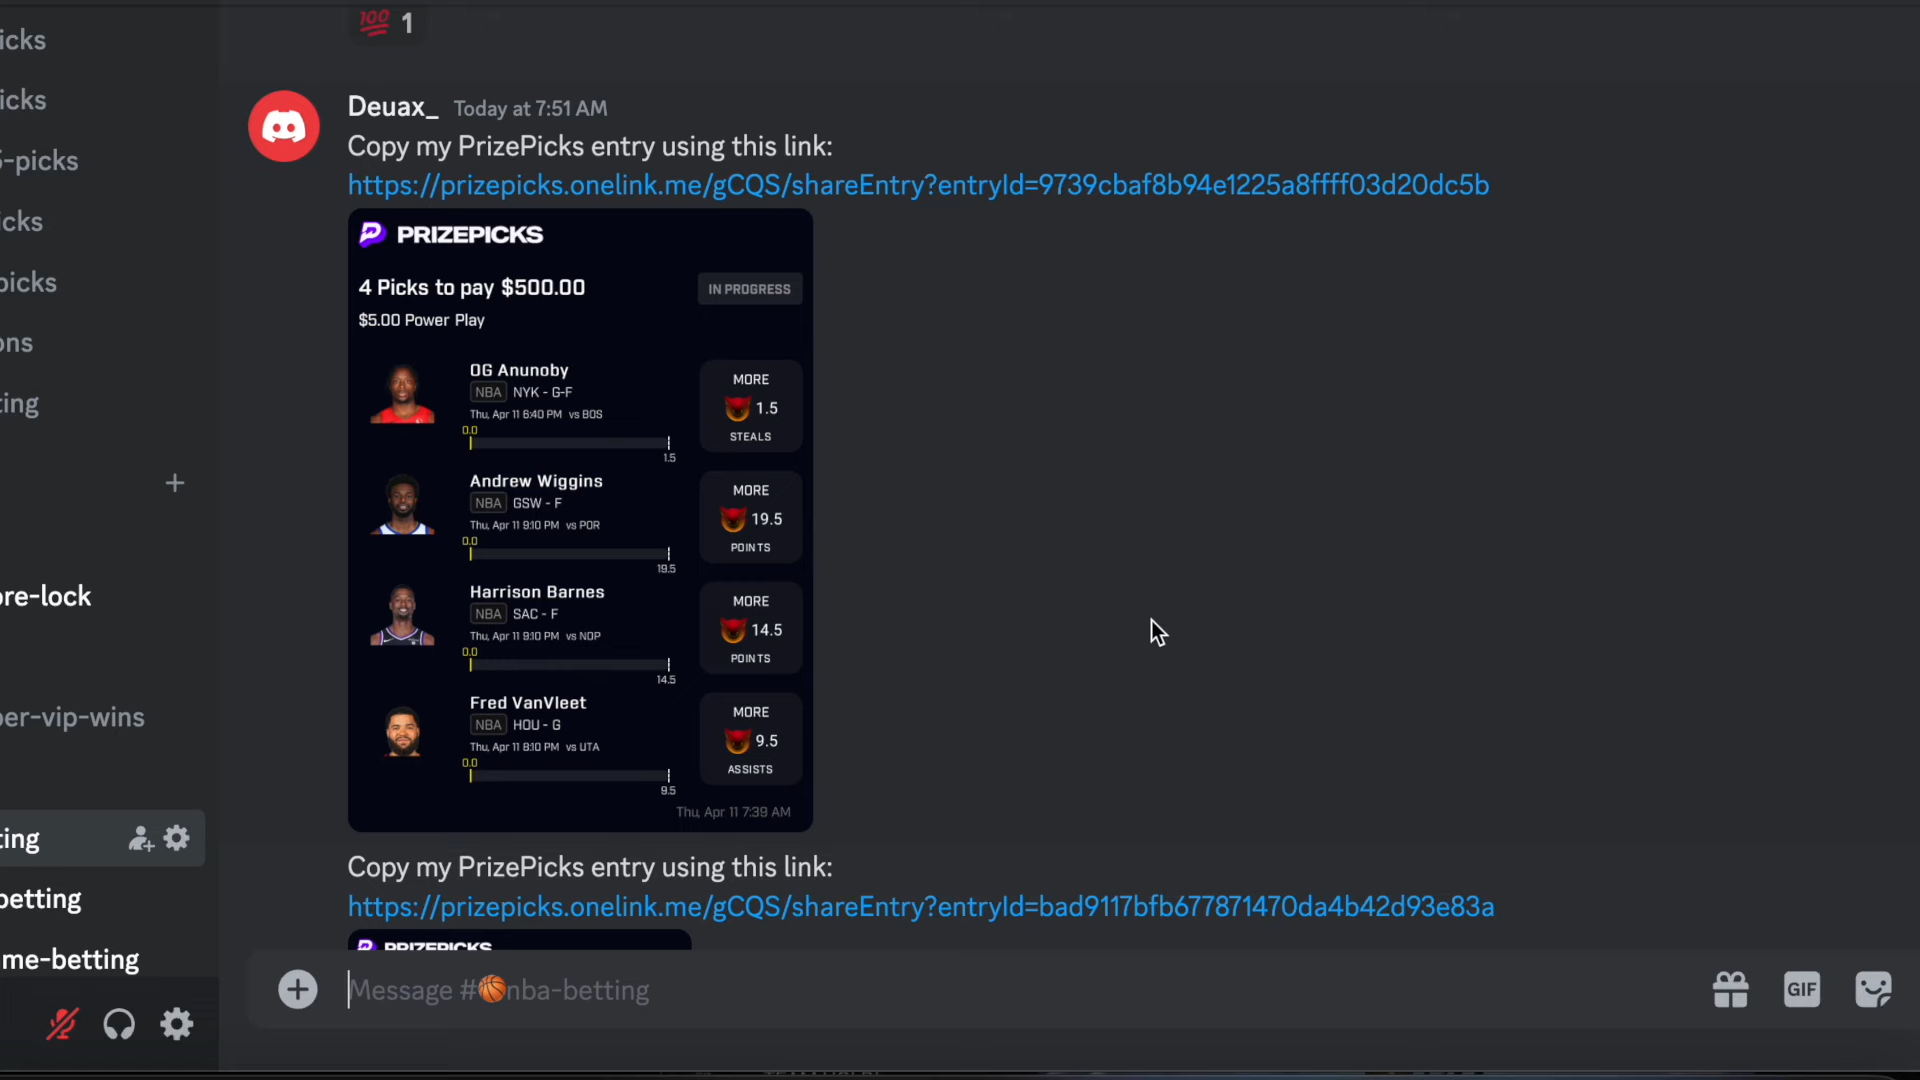 icks
icks
5-picks
icks
picks
ons
ting
ore-lock
per-vip-wins
ting
betting
me-betting
💯 1
Deuax_ Today at 7:51 AM
Copy my PrizePicks entry using this link:
https://prizepicks.onelink.me/gCQS/shareEntry?entryId=9739cbaf8b94e1225a8ffff03d20dc5b
PRIZEPICKS
4 Picks to pay $500.00
IN PROGRESS
$5.00 Power Play
OG Anunoby
NBA NYK - G-F
Thu, Apr 11 6:40 PM vs BOS
0.0
1.5
MORE
1.5
STEALS
Andrew Wiggins
NBA GSW - F
Thu, Apr 11 9:10 PM vs POR
0.0
19.5
MORE
19.5
POINTS
Harrison Barnes
NBA SAC - F
Thu, Apr 11 9:10 PM vs NOP
0.0
14.5
MORE
14.5
POINTS
Fred VanVleet
NBA HOU - G
Thu, Apr 11 8:10 PM vs UTA
0.0
9.5
MORE
9.5
ASSISTS
Thu, Apr 11 7:39 AM
Copy my PrizePicks entry using this link:
https://prizepicks.onelink.me/gCQS/shareEntry?entryId=bad9117bfb677871470da4b42d93e83a
PRIZEPICKS
Message #🏀nba-betting
GIF